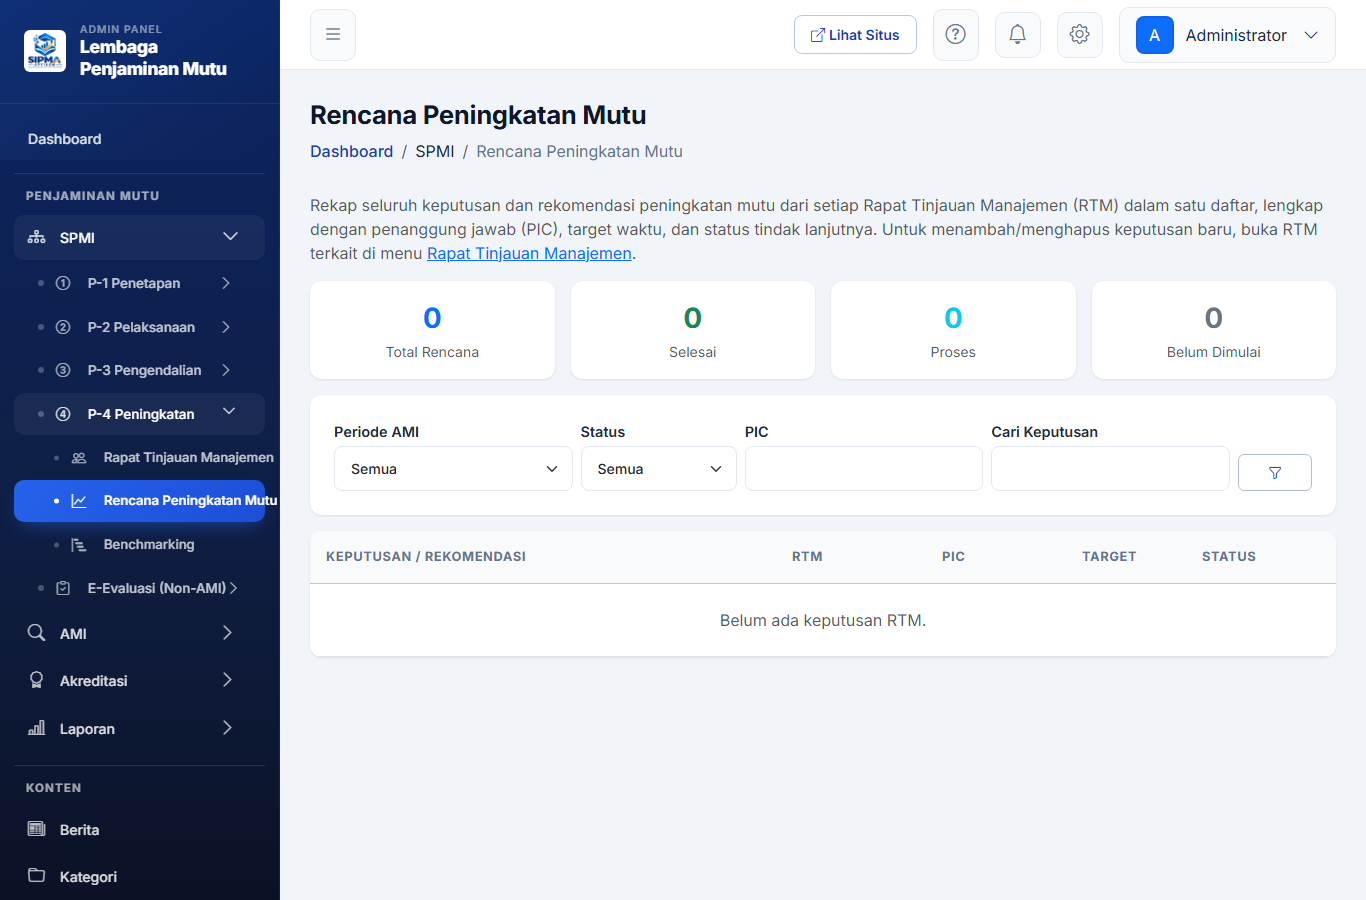 ADMIN PANEL
Lembaga
Penjaminan Mutu
SIPMA
Dashboard
PENJAMINAN MUTU
SPMI
1 P-1 Penetapan
2 P-2 Pelaksanaan
3 P-3 Pengendalian
4 P-4 Peningkatan
Rapat Tinjauan Manajemen
Rencana Peningkatan Mutu
Benchmarking
E-Evaluasi (Non-AMI)
AMI
Akreditasi
Laporan
KONTEN
Berita
Kategori
Lihat Situs
A Administrator
Rencana Peningkatan Mutu
Dashboard / SPMI / Rencana Peningkatan Mutu
Rekap seluruh keputusan dan rekomendasi peningkatan mutu dari setiap Rapat Tinjauan Manajemen (RTM) dalam satu daftar, lengkap
dengan penanggung jawab (PIC), target waktu, dan status tindak lanjutnya. Untuk menambah/menghapus keputusan baru, buka RTM
terkait di menu Rapat Tinjauan Manajemen.
0 0 0 0
Total Rencana Selesai Proses Belum Dimulai
Periode AMI Status PIC Cari Keputusan
Semua Semua
KEPUTUSAN / REKOMENDASI RTM PIC TARGET STATUS
Belum ada keputusan RTM.